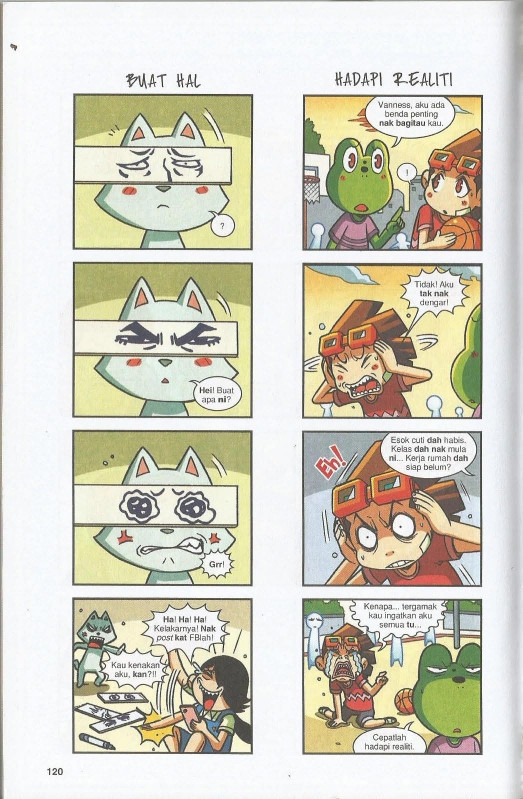 BUAT HAL
?
Hei! Buat
apa ni?
Grr!
Ha! Ha! Ha!
Kelakarnya! Nak
post kat FBlah!
Kau kenakan
aku, kan?!!
HADAPI REALITI
Vanness, aku ada
benda penting
nak bagitau kau.
!
Tidak! Aku
tak nak
dengar!
Esok cuti dah habis.
Kelas dah nak mula
ni... Kerja rumah dah
siap belum?
Eh!
Kenapa... tergamak
kau ingatkan aku
semua tu...
Cepatlah
hadapi realiti.
120